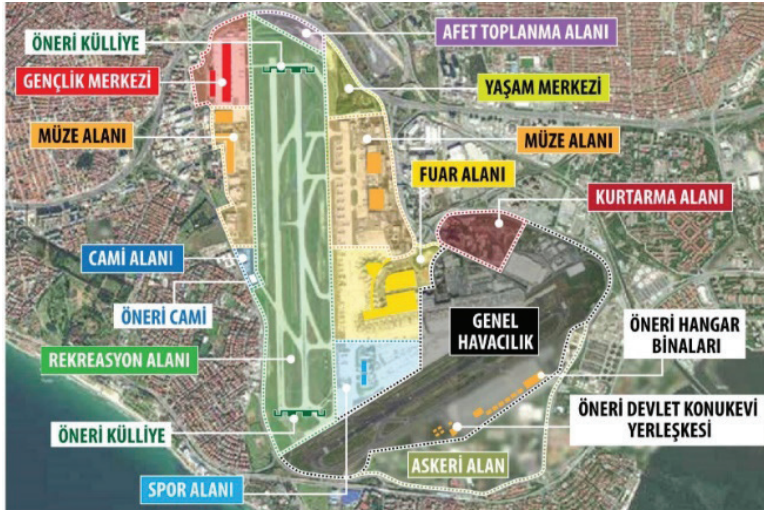 ÖNERİ KÜLLİYE
AFET TOPLANMA ALANI
GENÇLİK MERKEZİ
YAŞAM MERKEZİ
MÜZE ALANI
MÜZE ALANI
FUAR ALANI
KURTARMA ALANI
CAMİ ALANI
ÖNERİ CAMİ
GENEL
HAVACILIK
ÖNERİ HANGAR
BİNALARI
REKREASYON ALANI
ÖNERİ DEVLET KONUKEVİ
YERLEŞKESİ
ÖNERİ KÜLLİYE
ASKERİ ALAN
SPOR ALANI